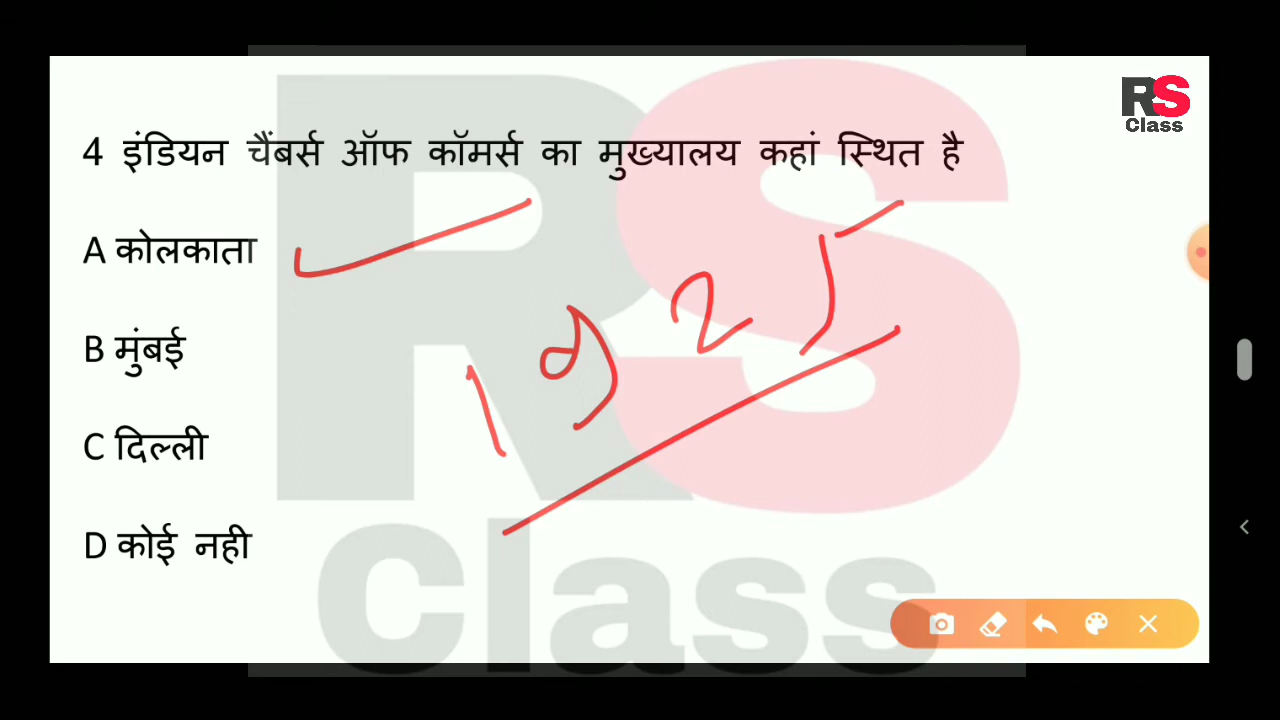 RS
Class
4 इंडियन चैंबर्स ऑफ कॉमर्स का मुख्यालय कहां स्थित है
A कोलकाता
1925
B मुंबई
C दिल्ली
D कोई नही
RS
Class